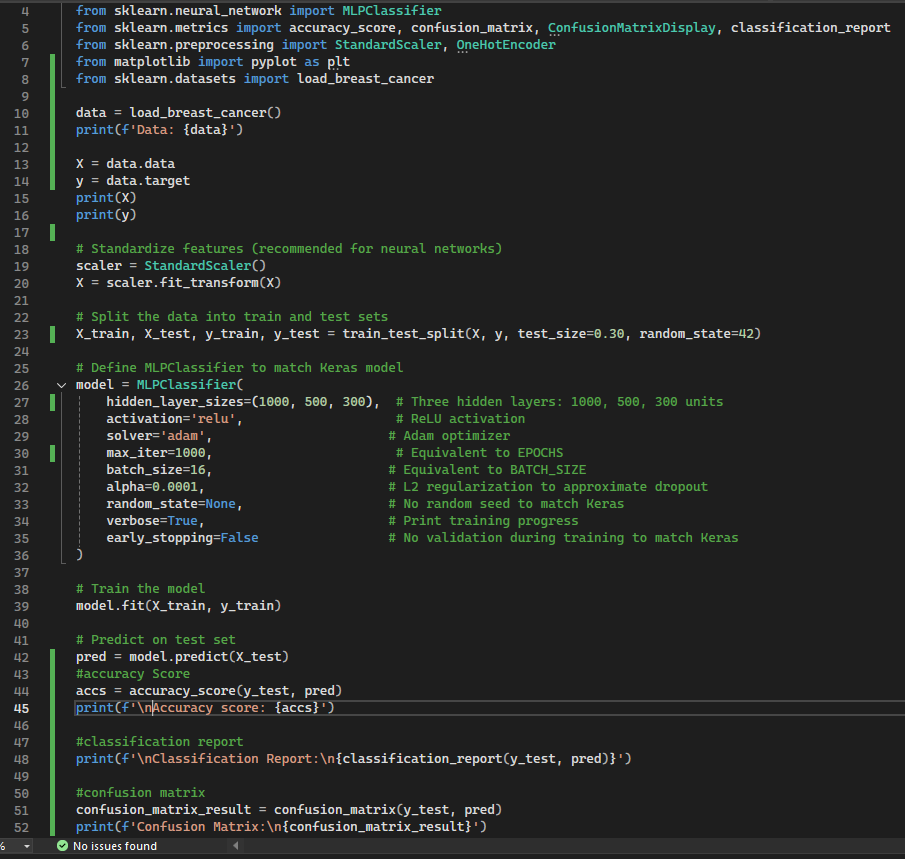 4 from sklearn.neural_network import MLPClassifier
5 from sklearn.metrics import accuracy_score, confusion_matrix, ConfusionMatrixDisplay, classification_report
6 from sklearn.preprocessing import StandardScaler, OneHotEncoder
7 from matplotlib import pyplot as plt
8 from sklearn.datasets import load_breast_cancer
9
10 data = load_breast_cancer()
11 print(f'Data: {data}')
12
13 X = data.data
14 y = data.target
15 print(X)
16 print(y)
17
18 # Standardize features (recommended for neural networks)
19 scaler = StandardScaler()
20 X = scaler.fit_transform(X)
21
22 # Split the data into train and test sets
23 X_train, X_test, y_train, y_test = train_test_split(X, y, test_size=0.30, random_state=42)
24
25 # Define MLPClassifier to match Keras model
26 model = MLPClassifier(
27     hidden_layer_sizes=(1000, 500, 300),  # Three hidden layers: 1000, 500, 300 units
28     activation='relu',                    # ReLU activation
29     solver='adam',                       # Adam optimizer
30     max_iter=1000,                        # Equivalent to EPOCHS
31     batch_size=16,                       # Equivalent to BATCH_SIZE
32     alpha=0.0001,                        # L2 regularization to approximate dropout
33     random_state=None,                   # No random seed to match Keras
34     verbose=True,                        # Print training progress
35     early_stopping=False                 # No validation during training to match Keras
36 )
37
38 # Train the model
39 model.fit(X_train, y_train)
40
41 # Predict on test set
42 pred = model.predict(X_test)
43 #accuracy Score
44 accs = accuracy_score(y_test, pred)
45 print(f'\nAccuracy score: {accs}')
46
47 #classification report
48 print(f'\nClassification Report:\n{classification_report(y_test, pred)}')
49
50 #confusion matrix
51 confusion_matrix_result = confusion_matrix(y_test, pred)
52 print(f'Confusion Matrix:\n{confusion_matrix_result}')
% No issues found